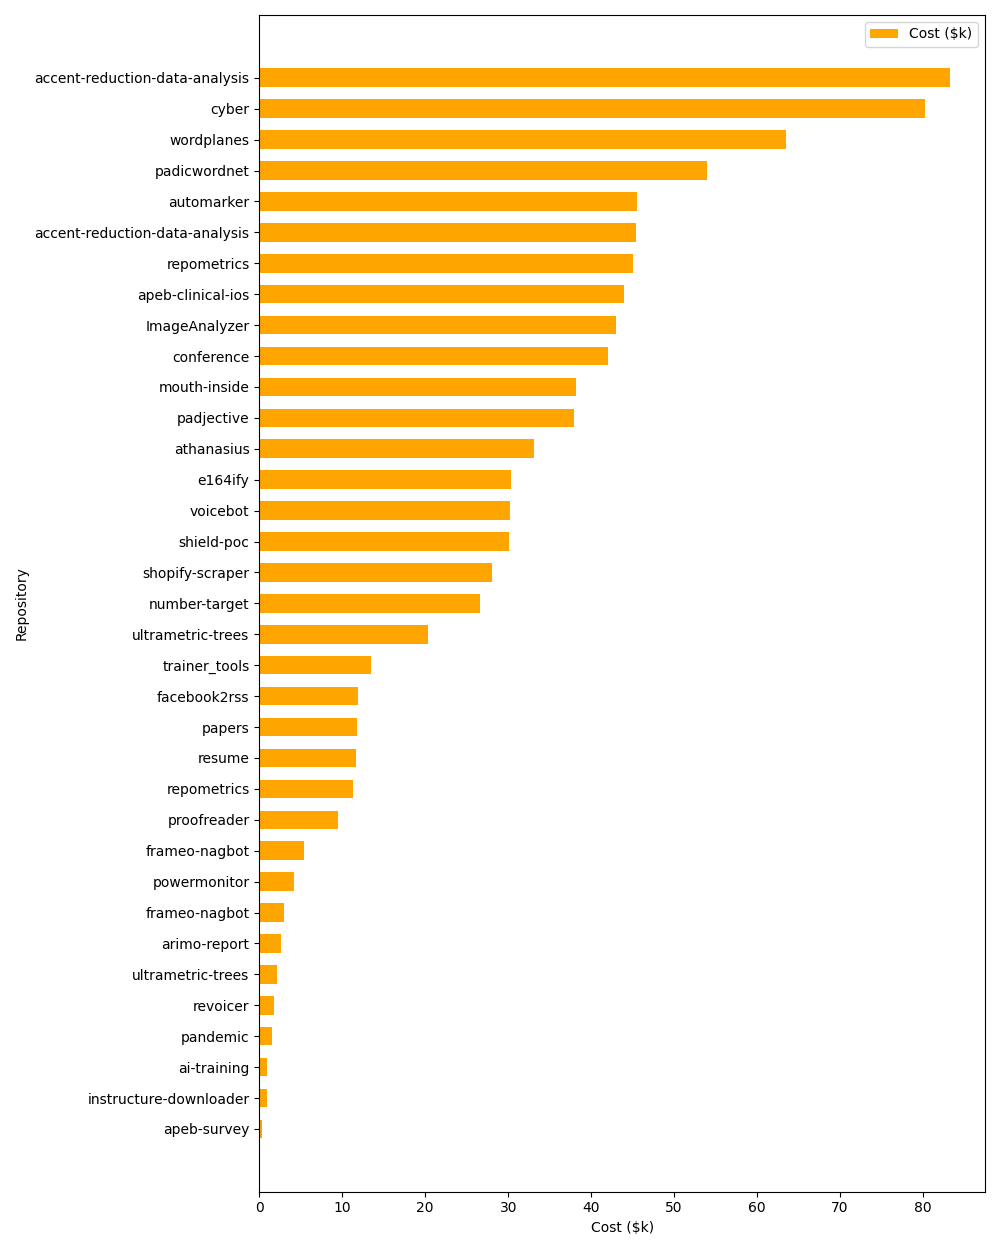 Cost ($k)
accent-reduction-data-analysis
cyber
wordplanes
padicwordnet
automarker
accent-reduction-data-analysis
repometrics
apeb-clinical-ios
ImageAnalyzer
conference
mouth-inside
padjective
athanasius
e164ify
voicebot
shield-poc
shopify-scraper
number-target
ultrametric-trees
trainer_tools
facebook2rss
papers
resume
repometrics
proofreader
frameo-nagbot
powermonitor
frameo-nagbot
arimo-report
ultrametric-trees
revoicer
pandemic
ai-training
instructure-downloader
apeb-survey
Repository
0 10 20 30 40 50 60 70 80
Cost ($k)